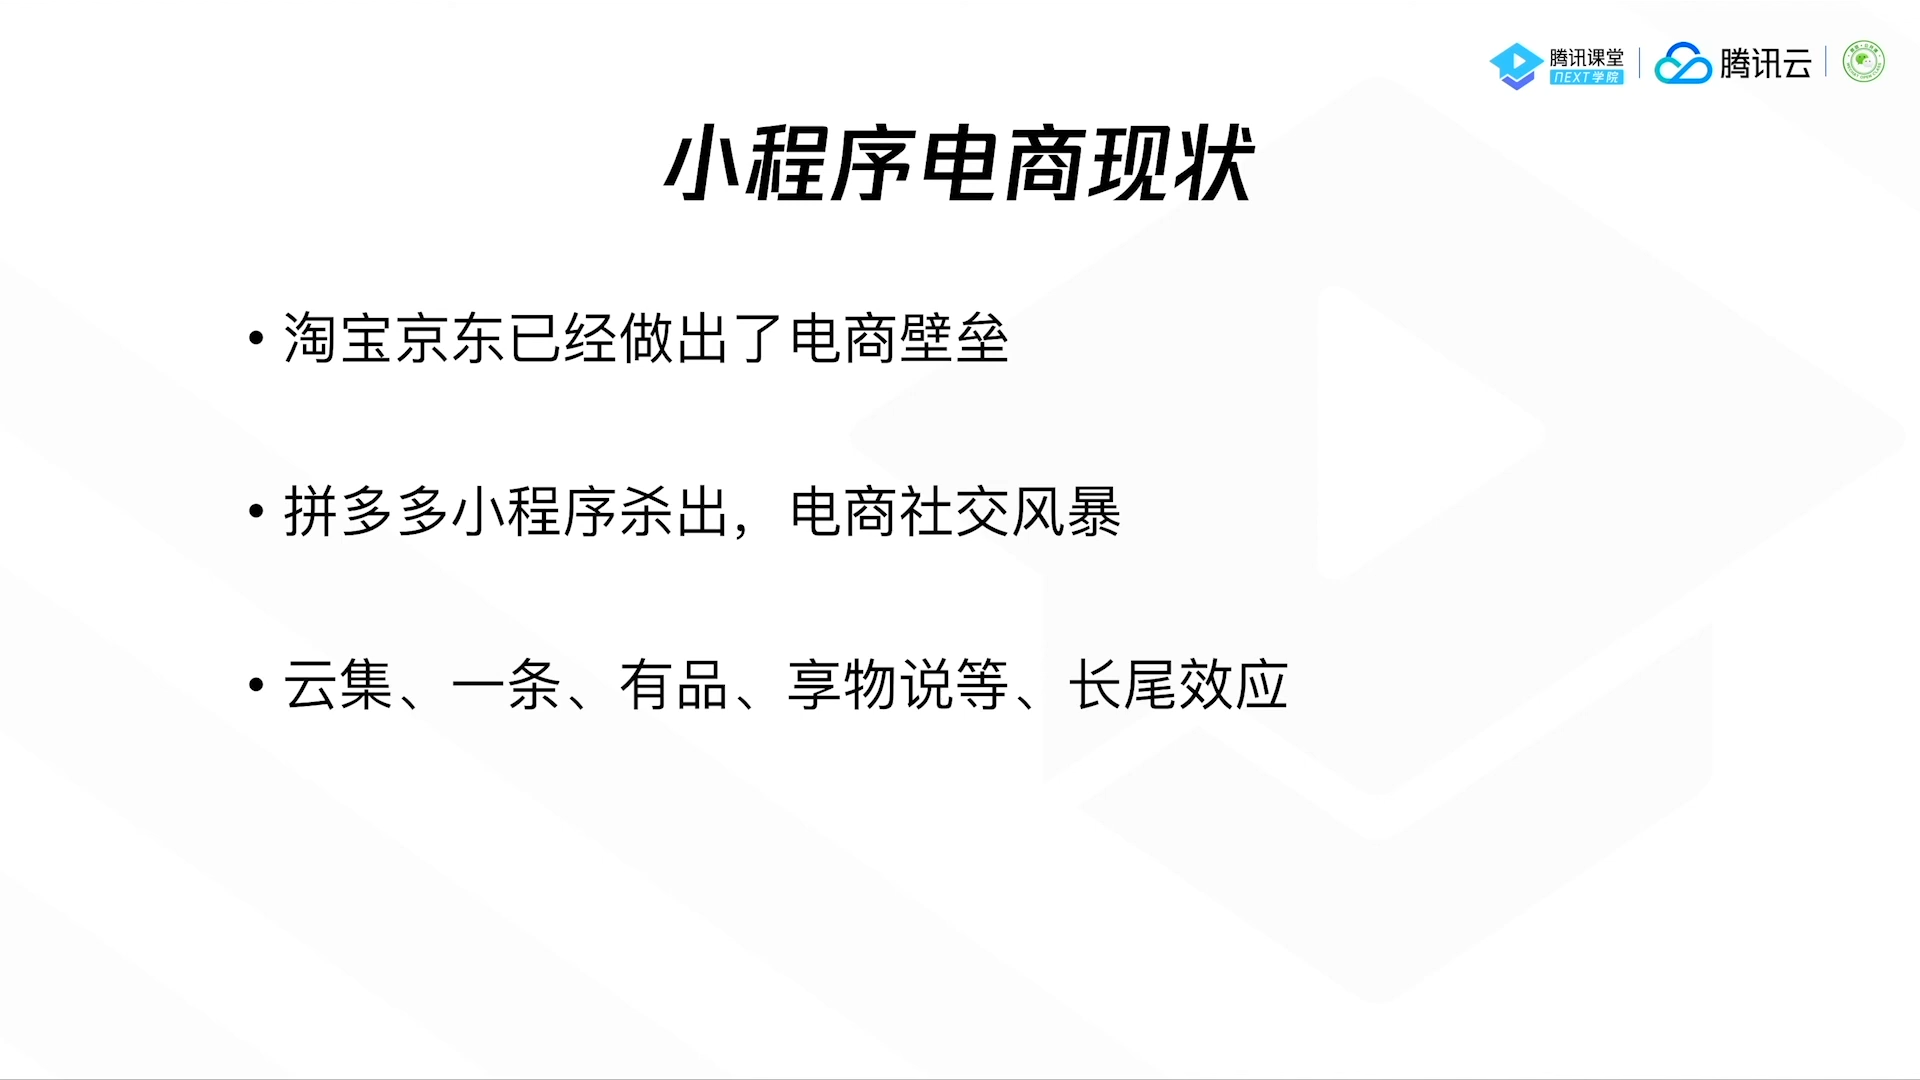 腾讯课堂
NEXT学院
腾讯云
小程序电商现状
• 淘宝京东已经做出了电商壁垒
• 拼多多小程序杀出，电商社交风暴
• 云集、一条、有品、享物说等、长尾效应